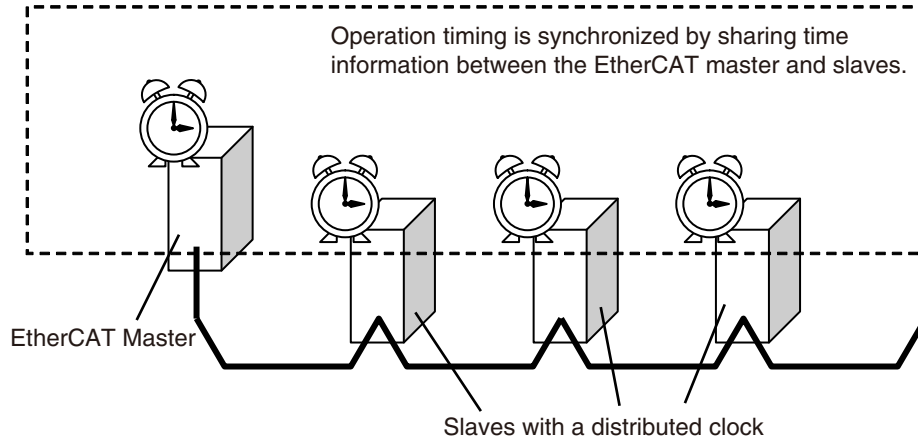 Operation timing is synchronized by sharing time
information between the EtherCAT master and slaves.
EtherCAT Master
Slaves with a distributed clock